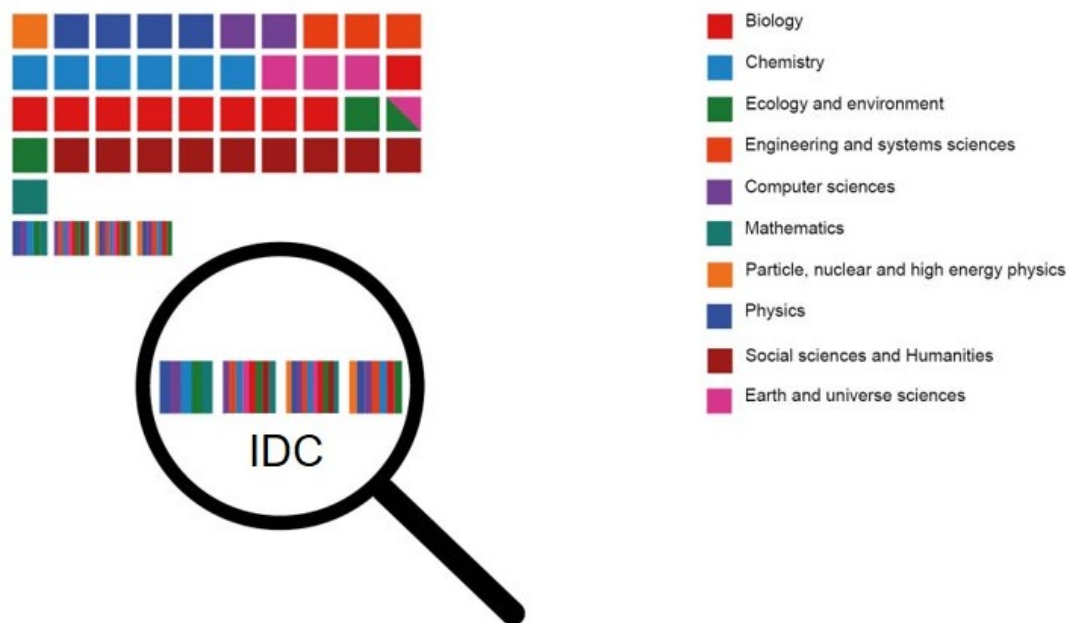 Biology
Chemistry
Ecology and environment
Engineering and systems sciences
Computer sciences
Mathematics
Particle, nuclear and high energy physics
Physics
Social sciences and Humanities
Earth and universe sciences
IDC